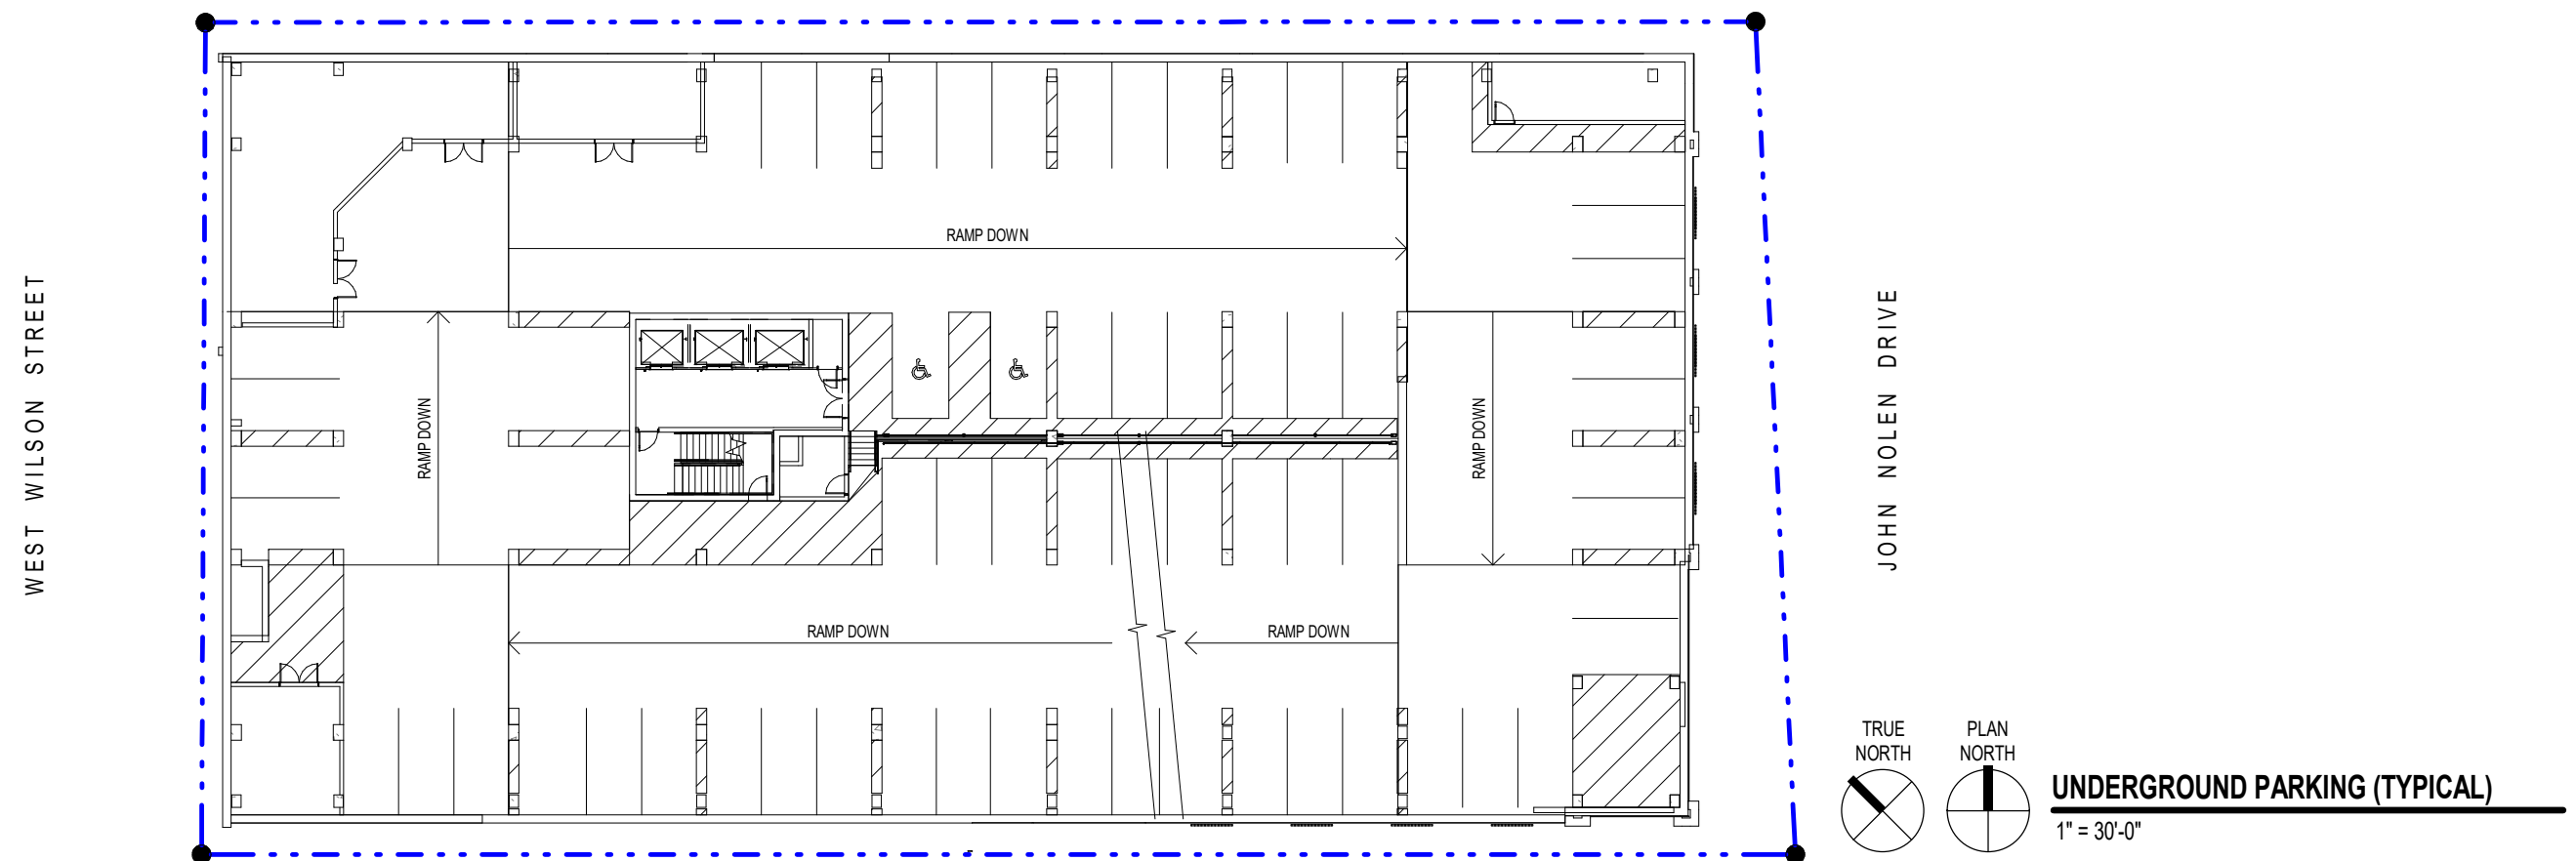 WEST WILSON STREET
RAMP DOWN
RAMP DOWN
RAMP DOWN
RAMP DOWN
RAMP DOWN
JOHN NOLEN DRIVE
TRUE
NORTH
PLAN
NORTH
UNDERGROUND PARKING (TYPICAL)
1" = 30'-0"